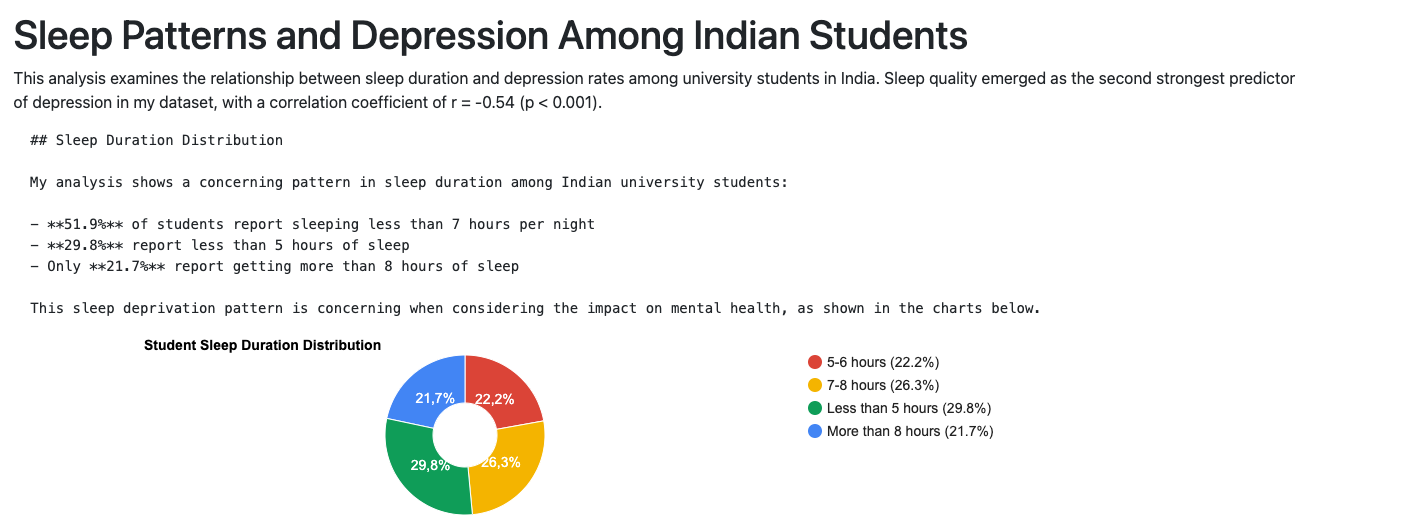 Sleep Patterns and Depression Among Indian Students
This analysis examines the relationship between sleep duration and depression rates among university students in India. Sleep quality emerged as the second strongest predictor
of depression in my dataset, with a correlation coefficient of r = -0.54 (p < 0.001).
## Sleep Duration Distribution
My analysis shows a concerning pattern in sleep duration among Indian university students:
- **51.9%** of students report sleeping less than 7 hours per night
- **29.8%** report less than 5 hours of sleep
- Only **21.7%** report getting more than 8 hours of sleep
This sleep deprivation pattern is concerning when considering the impact on mental health, as shown in the charts below.
Student Sleep Duration Distribution
21,7%
22,2%
29,8%
26,3%
5-6 hours (22.2%)
7-8 hours (26.3%)
Less than 5 hours (29.8%)
More than 8 hours (21.7%)